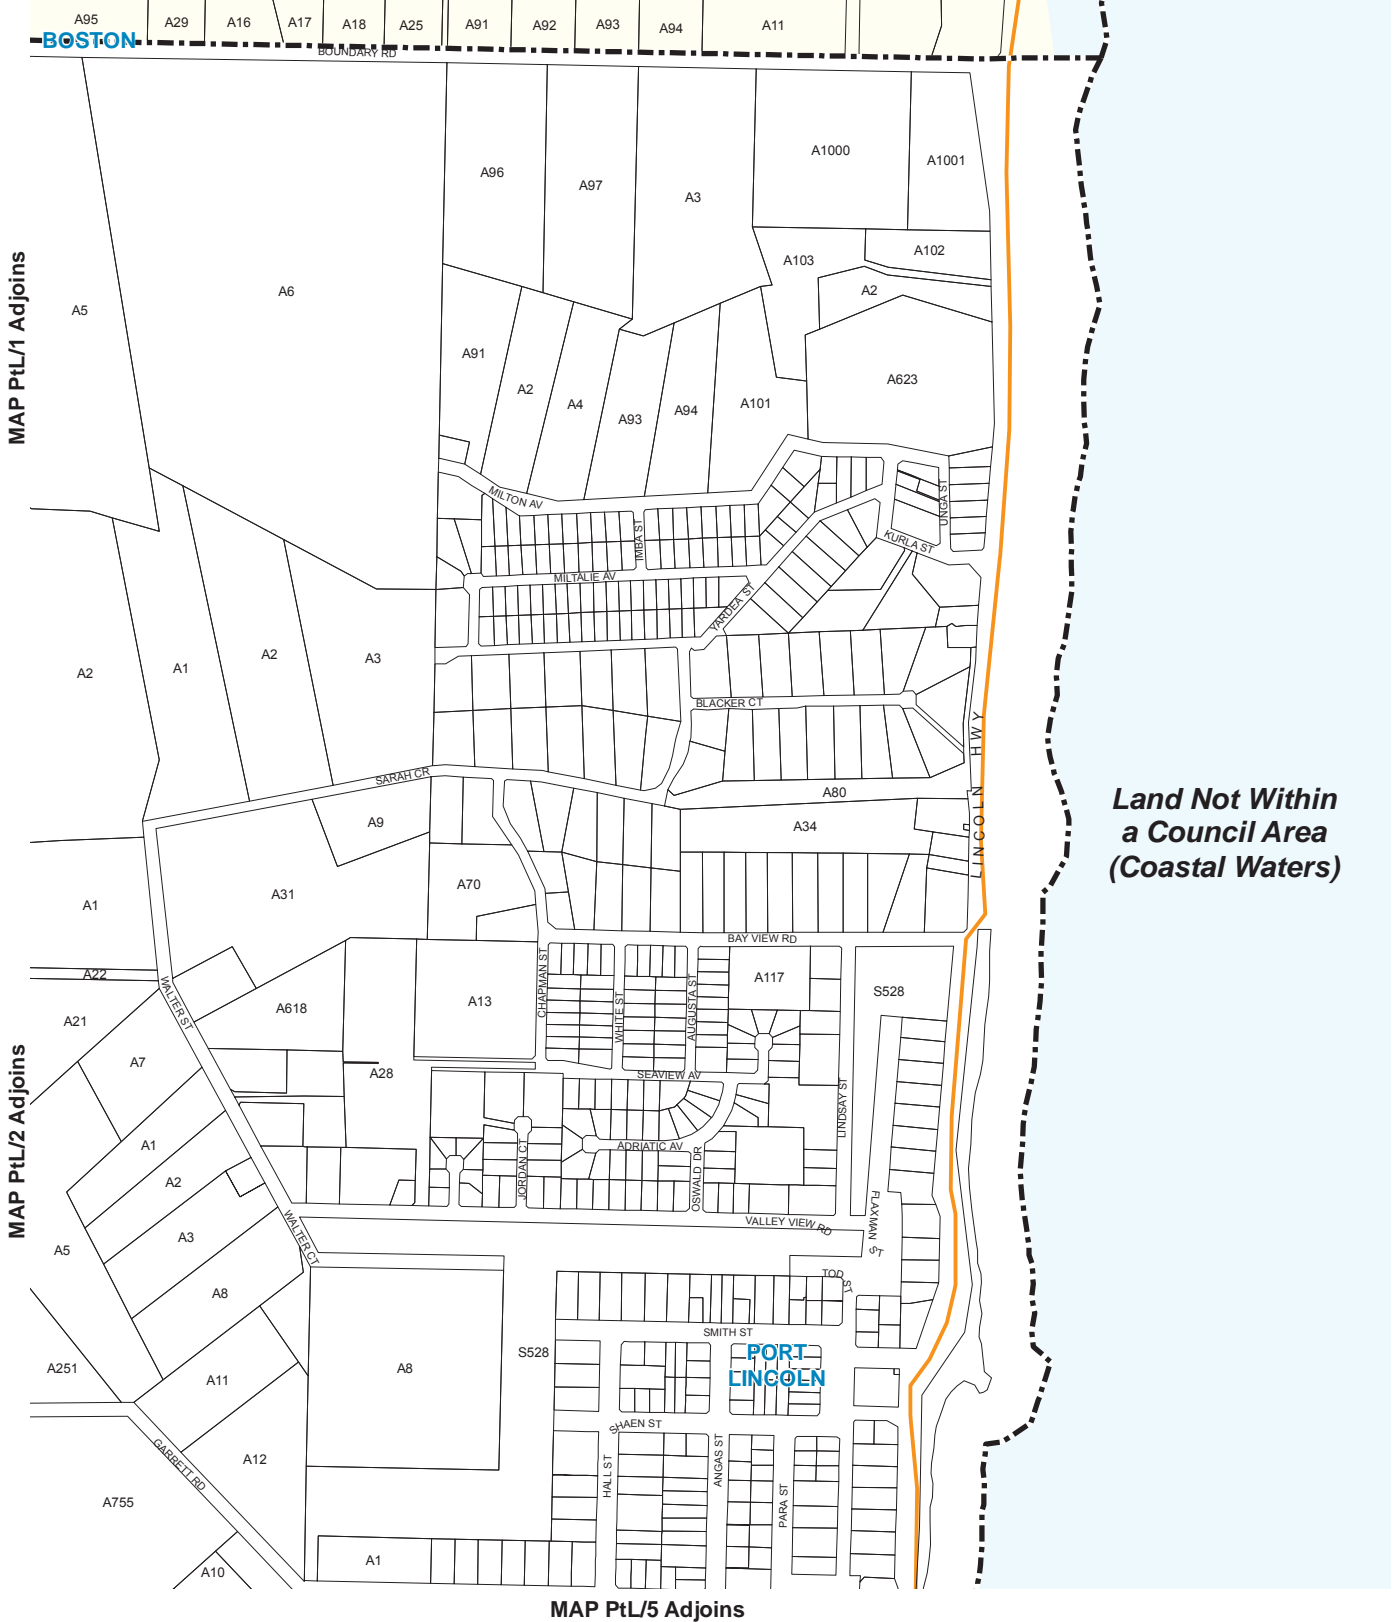 A95
A29
A16
A17
A18
A25
A91
A92
A93
A94
A11
BOSTON
BOUNDARY RD
A1000
A1001
A96
A97
A3
A102
A103
A6
A2
A5
MAP PtL/1 Adjoins
A91
A2
A4
A93
A94
A101
A623
MILTON AV
UNGA ST
IMBA ST
KURLA ST
MILTALIE AV
YARDEA ST
A2
A1
A2
A3
BLACKER CT
LINCOLN HWY
SARAH CR
A80
A9
A34
Land Not Within
a Council Area
(Coastal Waters)
A70
A31
A1
BAY VIEW RD
A22
CHAPMAN ST
A117
S528
WALTER ST
A618
A13
WHITE ST
AUGUSTA ST
A21
A7
A28
SEAVIEW AV
LINDSAY ST
MAP PtL/2 Adjoins
A1
ADRIATIC AV
JORDAN CT
OSWALD DR
A2
FLAXMAN ST
WALTER CT
VALLEY VIEW RD
A3
A5
TOD ST
A8
SMITH ST
S528
PORT
LINCOLN
A251
A11
A8
SHAEN ST
GARRETT RD
A12
HALL ST
ANGAS ST
PARA ST
A755
A1
A10
MAP PtL/5 Adjoins